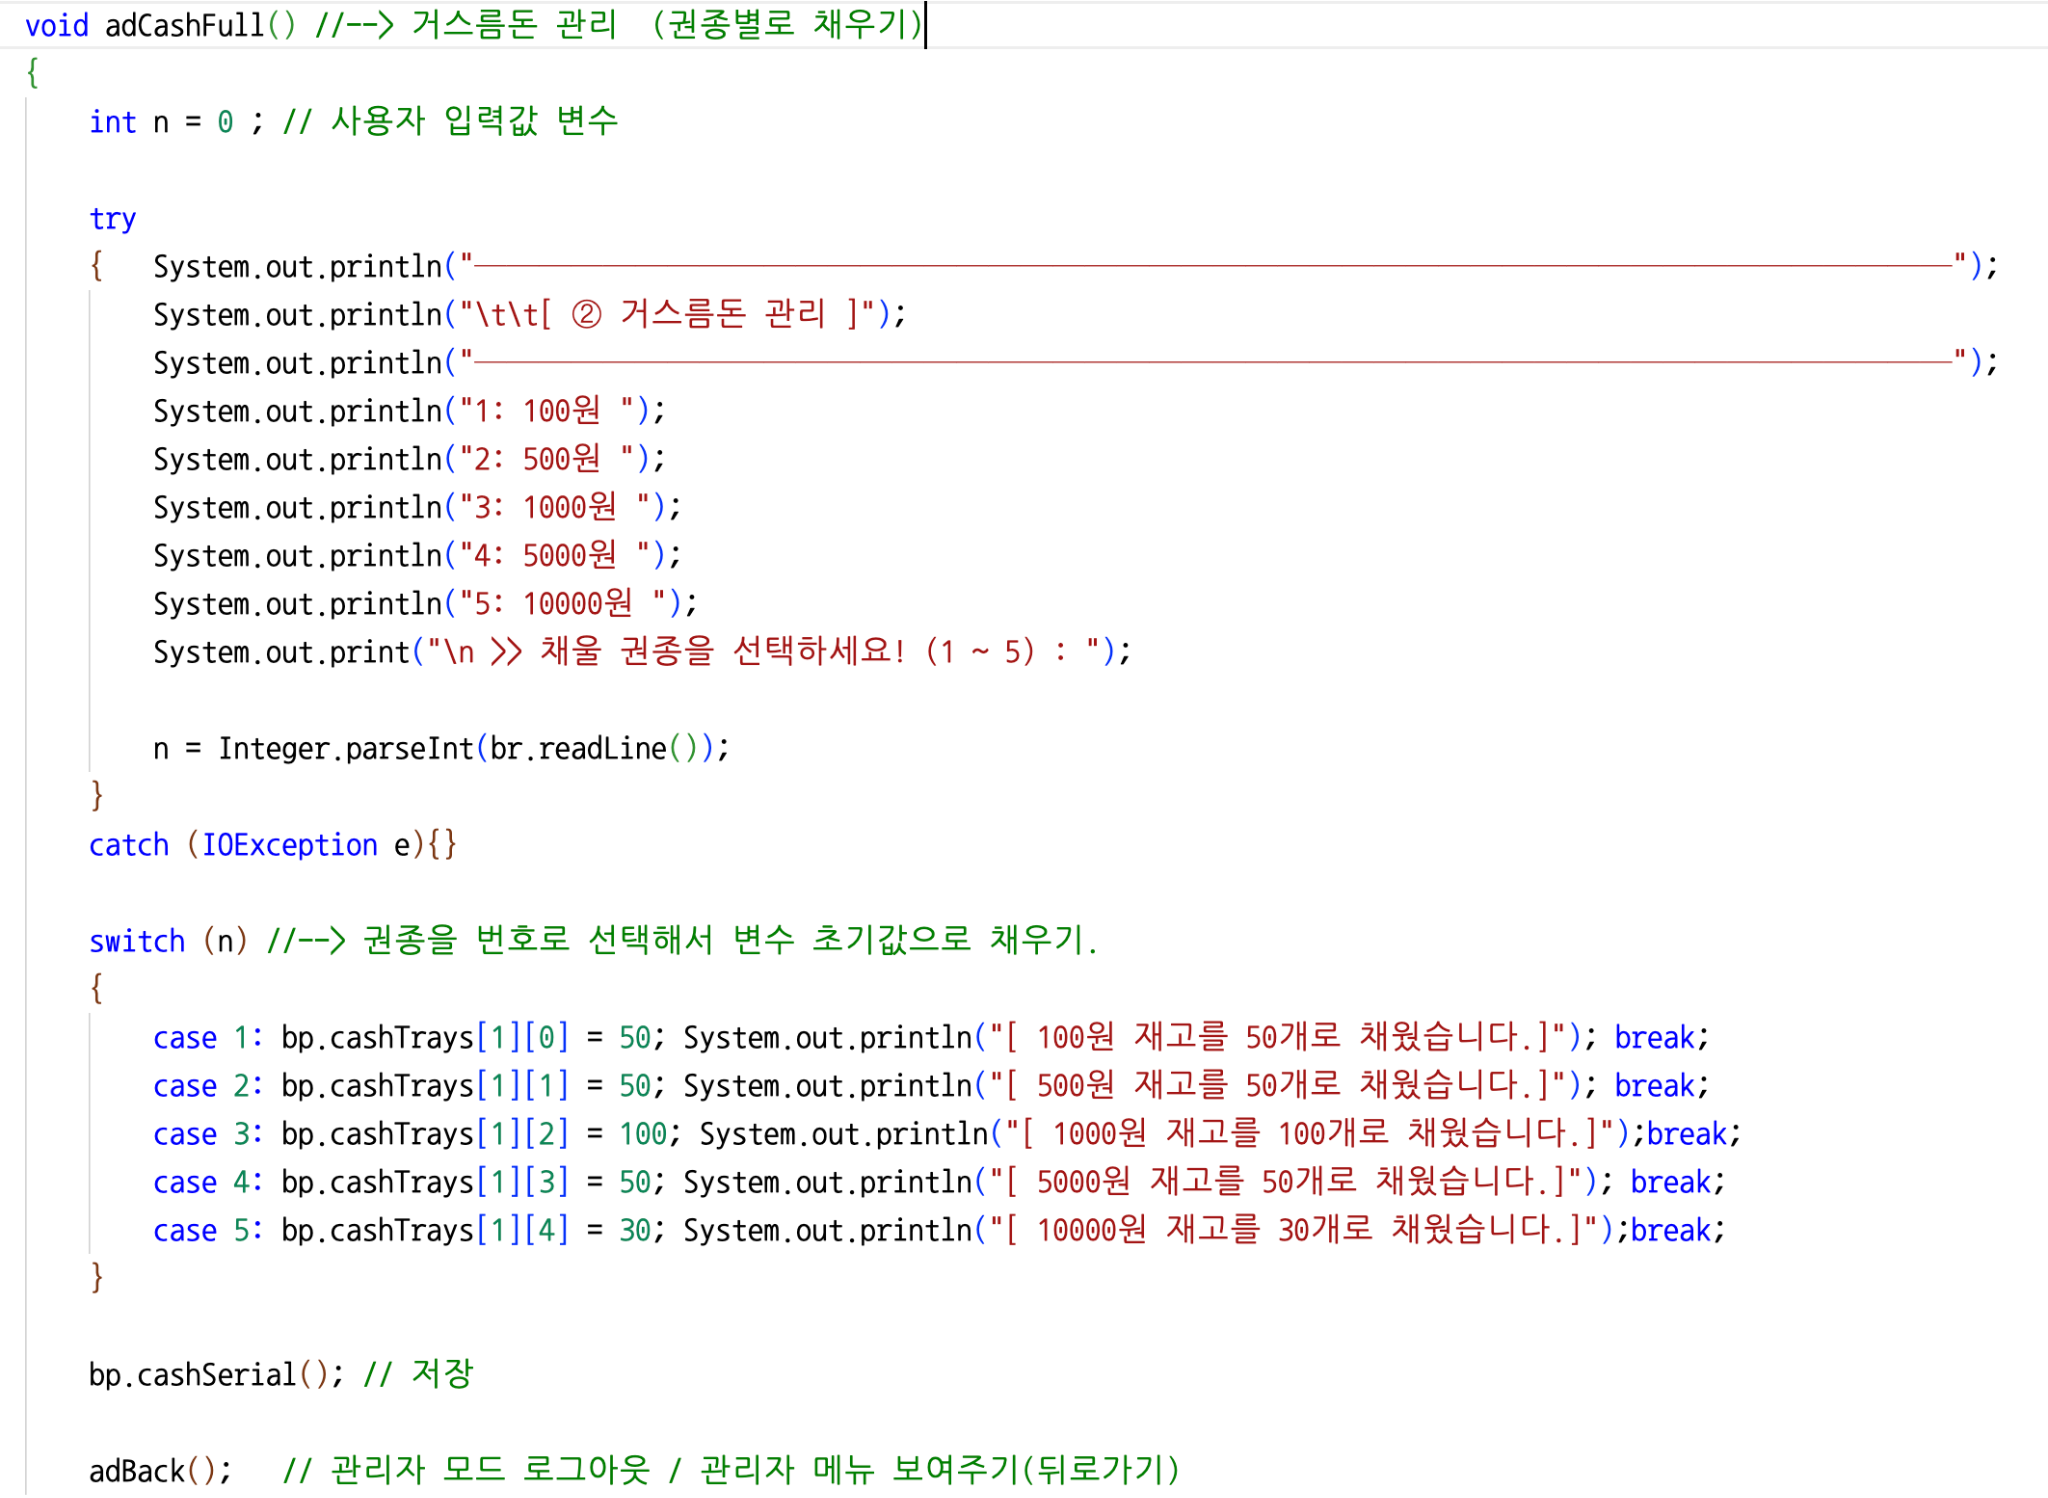 void adCashFull() //--> 거스름돈 관리  (권종별로 채우기)
{
    int n = 0 ; // 사용자 입력값 변수
    try
    {   System.out.println("───────────────────────────────────────────────");
        System.out.println("\t\t[ ② 거스름돈 관리 ]");
        System.out.println("───────────────────────────────────────────────");
        System.out.println("1: 100원 ");
        System.out.println("2: 500원 ");
        System.out.println("3: 1000원 ");
        System.out.println("4: 5000원 ");
        System.out.println("5: 10000원 ");
        System.out.print("\n >> 채울 권종을 선택하세요! (1 ~ 5) : ");
        n = Integer.parseInt(br.readLine());
    }
    catch (IOException e){}
    switch (n) //--> 권종을 번호로 선택해서 변수 초기값으로 채우기.
    {
        case 1: bp.cashTrays[1][0] = 50; System.out.println("[ 100원 재고를 50개로 채웠습니다.]"); break;
        case 2: bp.cashTrays[1][1] = 50; System.out.println("[ 500원 재고를 50개로 채웠습니다.]"); break;
        case 3: bp.cashTrays[1][2] = 100; System.out.println("[ 1000원 재고를 100개로 채웠습니다.]");break;
        case 4: bp.cashTrays[1][3] = 50; System.out.println("[ 5000원 재고를 50개로 채웠습니다.]"); break;
        case 5: bp.cashTrays[1][4] = 30; System.out.println("[ 10000원 재고를 30개로 채웠습니다.]");break;
    }
    bp.cashSerial(); // 저장
    adBack();   // 관리자 모드 로그아웃 / 관리자 메뉴 보여주기(뒤로가기)